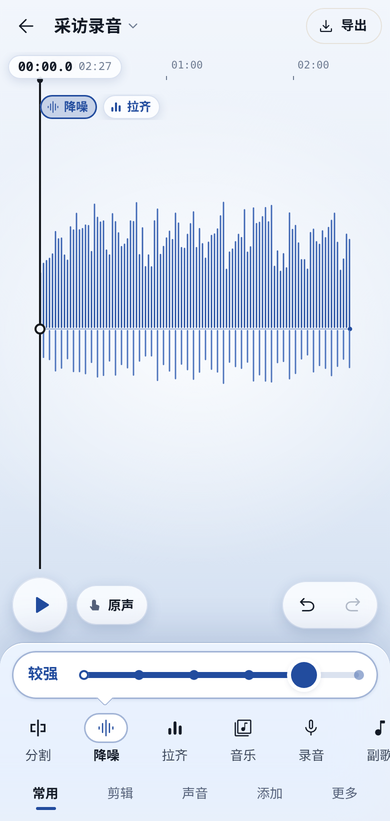 采访录音
导出
00:00.0 02:27
01:00
02:00
降噪
拉齐
原声
较强
分割
降噪
拉齐
音乐
录音
副歌
常用
剪辑
声音
添加
更多